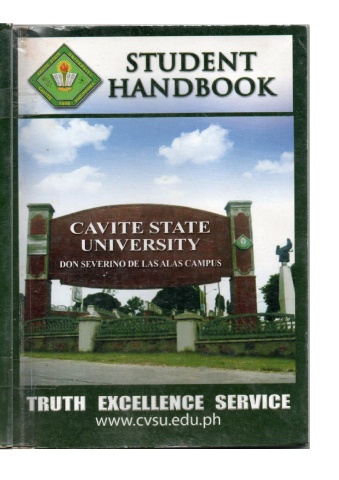 STUDENT
HANDBOOK
CAVITE STATE
UNIVERSITY
DON SEVERINO DE LAS ALAS CAMPUS
TRUTH EXCELLENCE SERVICE
www.cvsu.edu.ph